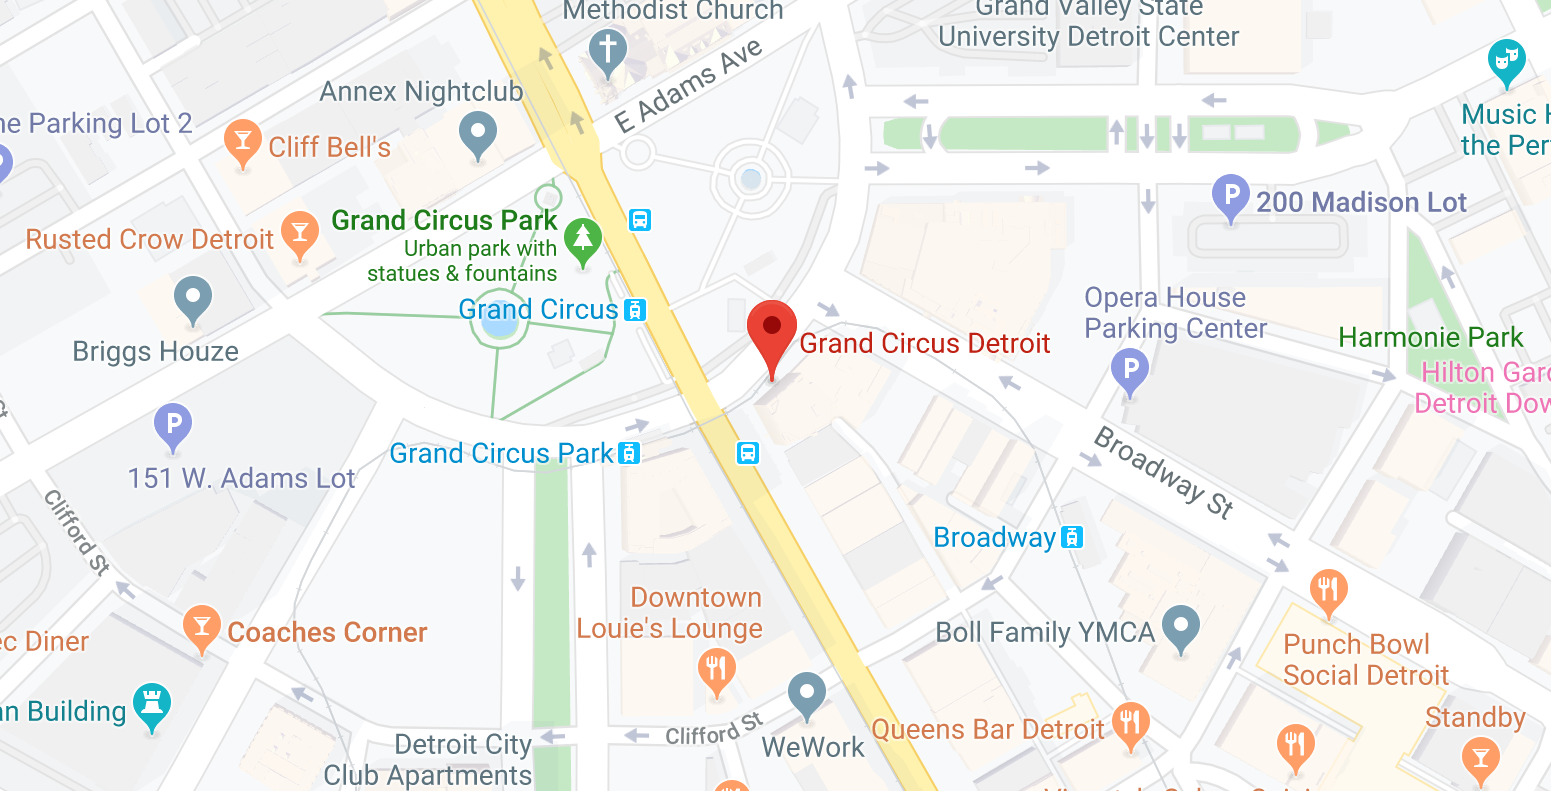 Methodist Church
Grand Valley State
University Detroit Center
E Adams Ave
Annex Nightclub
Parking Lot 2
Cliff Bell's
Music
the
P
200 Madison Lot
Grand Circus Park
Urban park with
statues & fountains
Rusted Crow Detroit
Grand Circus
Opera House
Parking Center
P
Grand Circus Detroit
Harmonie Park
Briggs Houze
Hilton
Detroit
P
151 W. Adams Lot
Grand Circus Park
Broadway St
Clifford St
Broadway
Downtown
Louie's Lounge
Coaches Corner
Diner
Boll Family YMCA
Punch Bowl
Social Detroit
Building
Clifford St
WeWork
Queens Bar Detroit
Standby
Detroit City
Club Apartments